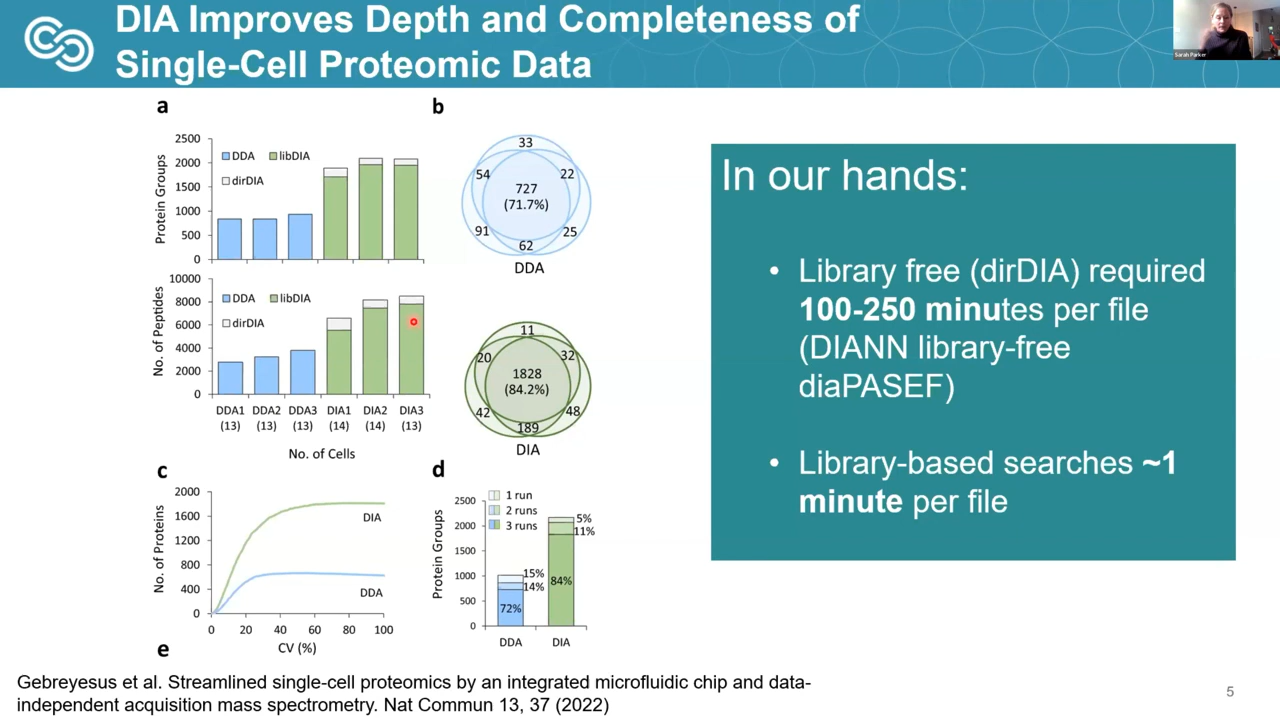 DIA Improves Depth and Completeness of
Single-Cell Proteomic Data
Sarah Parker
a
Protein Groups
2500
2000
1500
1000
500
0
DDA
libDIA
dirDIA
No. of Peptides
10000
8000
6000
4000
2000
0
DDA
libDIA
dirDIA
DDA1 DDA2 DDA3 DIA1 DIA2 DIA3
(13) (13) (13) (14) (14) (13)
No. of Cells
b
33
54
22
727
(71.7%)
91
25
62
DDA
11
20
32
1828
(84.2%)
42
48
189
DIA
c
No. of Proteins
2000
1600
1200
800
400
0
DIA
DDA
0 20 40 60 80 100
CV (%)
d
Protein Groups
2500
2000
1500
1000
500
0
1 run
2 runs
3 runs
5%
11%
84%
15%
14%
72%
DDA DIA
e
In our hands:
• Library free (dirDIA) required
100-250 minutes per file
(DIANN library-free
diaPASEF)
• Library-based searches ~1
minute per file
Gebreyesus et al. Streamlined single-cell proteomics by an integrated microfluidic chip and data-
independent acquisition mass spectrometry. Nat Commun 13, 37 (2022)
5